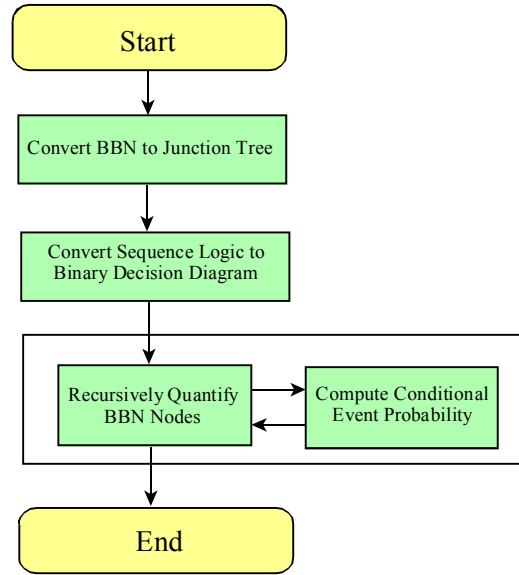 Start
Convert BBN to Junction Tree
Convert Sequence Logic to
Binary Decision Diagram
Recursively Quantify
BBN Nodes
Compute Conditional
Event Probability
End